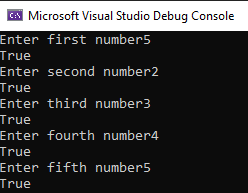 Microsoft Visual Studio Debug Console
Enter first number5
True
Enter second number2
True
Enter third number3
True
Enter fourth number4
True
Enter fifth number5
True